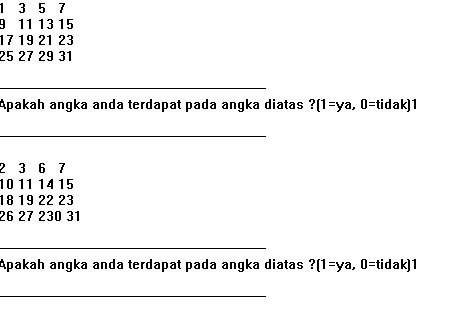 1 3 5 7
9 11 13 15
17 19 21 23
25 27 29 31
Apakah angka anda terdapat pada angka diatas ?(1=ya, 0=tidak)1
2 3 6 7
10 11 14 15
18 19 22 23
26 27 230 31
Apakah angka anda terdapat pada angka diatas ?(1=ya, 0=tidak)1